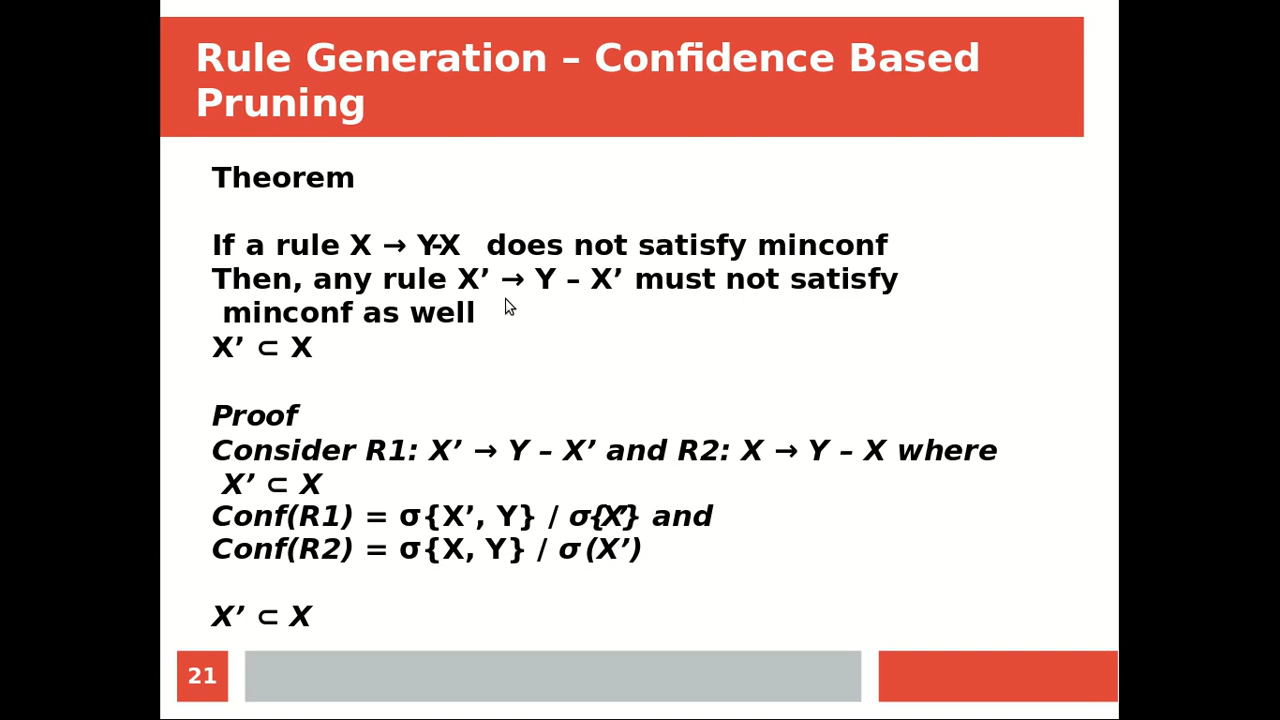 Rule Generation – Confidence Based
Pruning
Theorem
If a rule X → Y-X does not satisfy minconf
Then, any rule X’ → Y – X’ must not satisfy
minconf as well
X’ ⊂ X
Proof
Consider R1: X’ → Y – X’ and R2: X → Y – X where
X’ ⊂ X
Conf(R1) = σ{X’, Y} / σ{X’} and
Conf(R2) = σ{X, Y} / σ (X’)
X’ ⊂ X
21